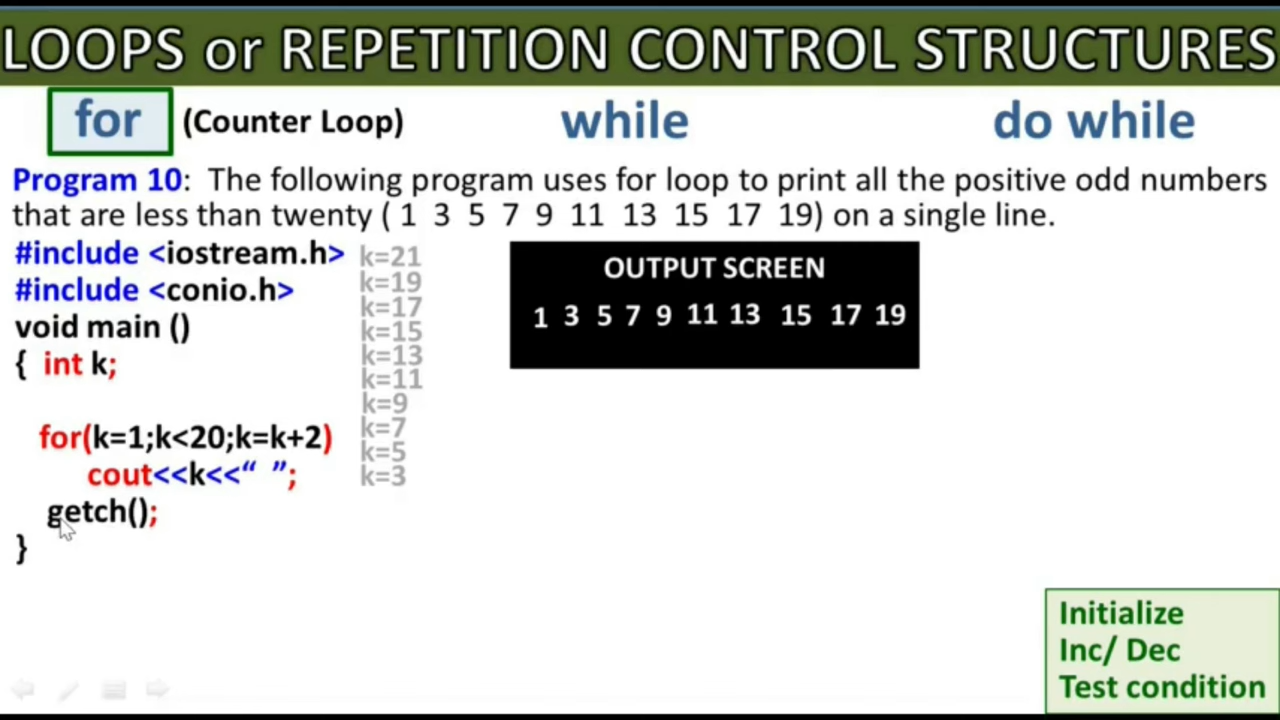 LOOPS or REPETITION CONTROL STRUCTURES
for (Counter Loop) while do while
Program 10: The following program uses for loop to print all the positive odd numbers
that are less than twenty ( 1 3 5 7 9 11 13 15 17 19) on a single line.
#include <iostream.h>
#include <conio.h>
void main ()
{ int k;
for(k=1;k<20;k=k+2)
cout<<k<<“ ”;
getch();
}
k=21
k=19
k=17
k=15
k=13
k=11
k=9
k=7
k=5
k=3
OUTPUT SCREEN
1 3 5 7 9 11 13 15 17 19
Initialize
Inc/ Dec
Test condition